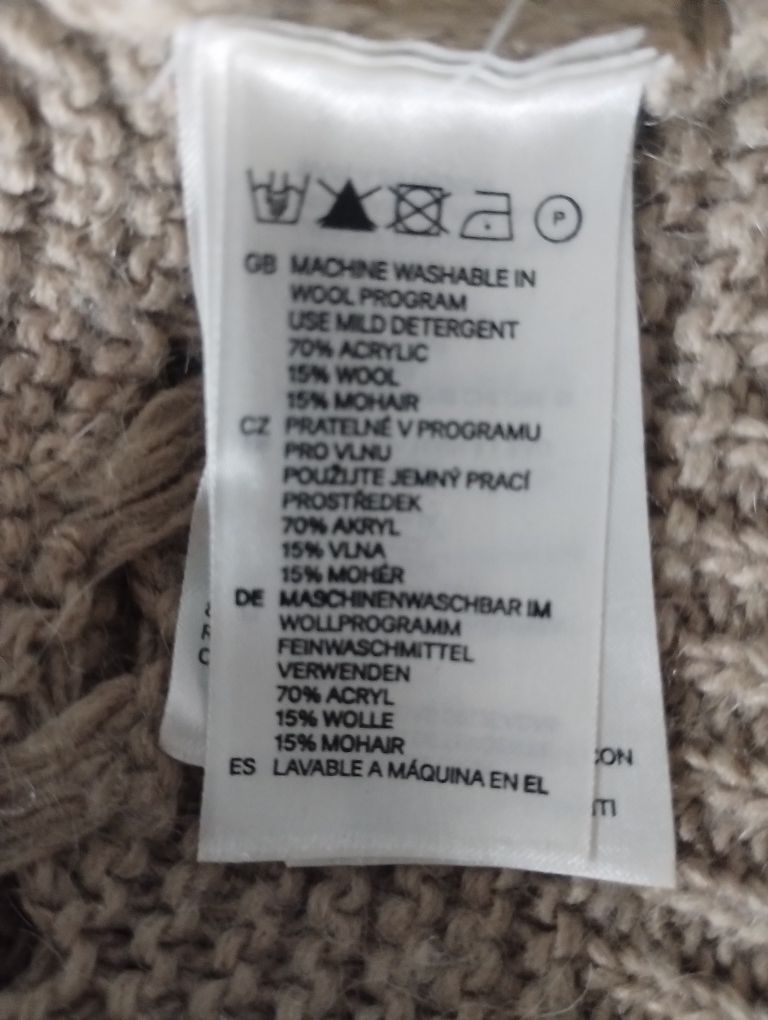 P
GB MACHINE WASHABLE IN
WOOL PROGRAM
USE MILD DETERGENT
70% ACRYLIC
15% WOOL
15% MOHAIR
CZ PRATELNÉ V PROGRAMU
PRO VLNU
POUŽIJTE JEMNÝ PRACÍ
PROSTŘEDEK
70% AKRYL
15% VLNA
15% MOHÉR
DE MASCHINENWASCHBAR IM
WOLLPROGRAMM
FEINWASCHMITTEL
VERWENDEN
70% ACRYL
15% WOLLE
15% MOHAIR
ES LAVABLE A MÁQUINA EN EL